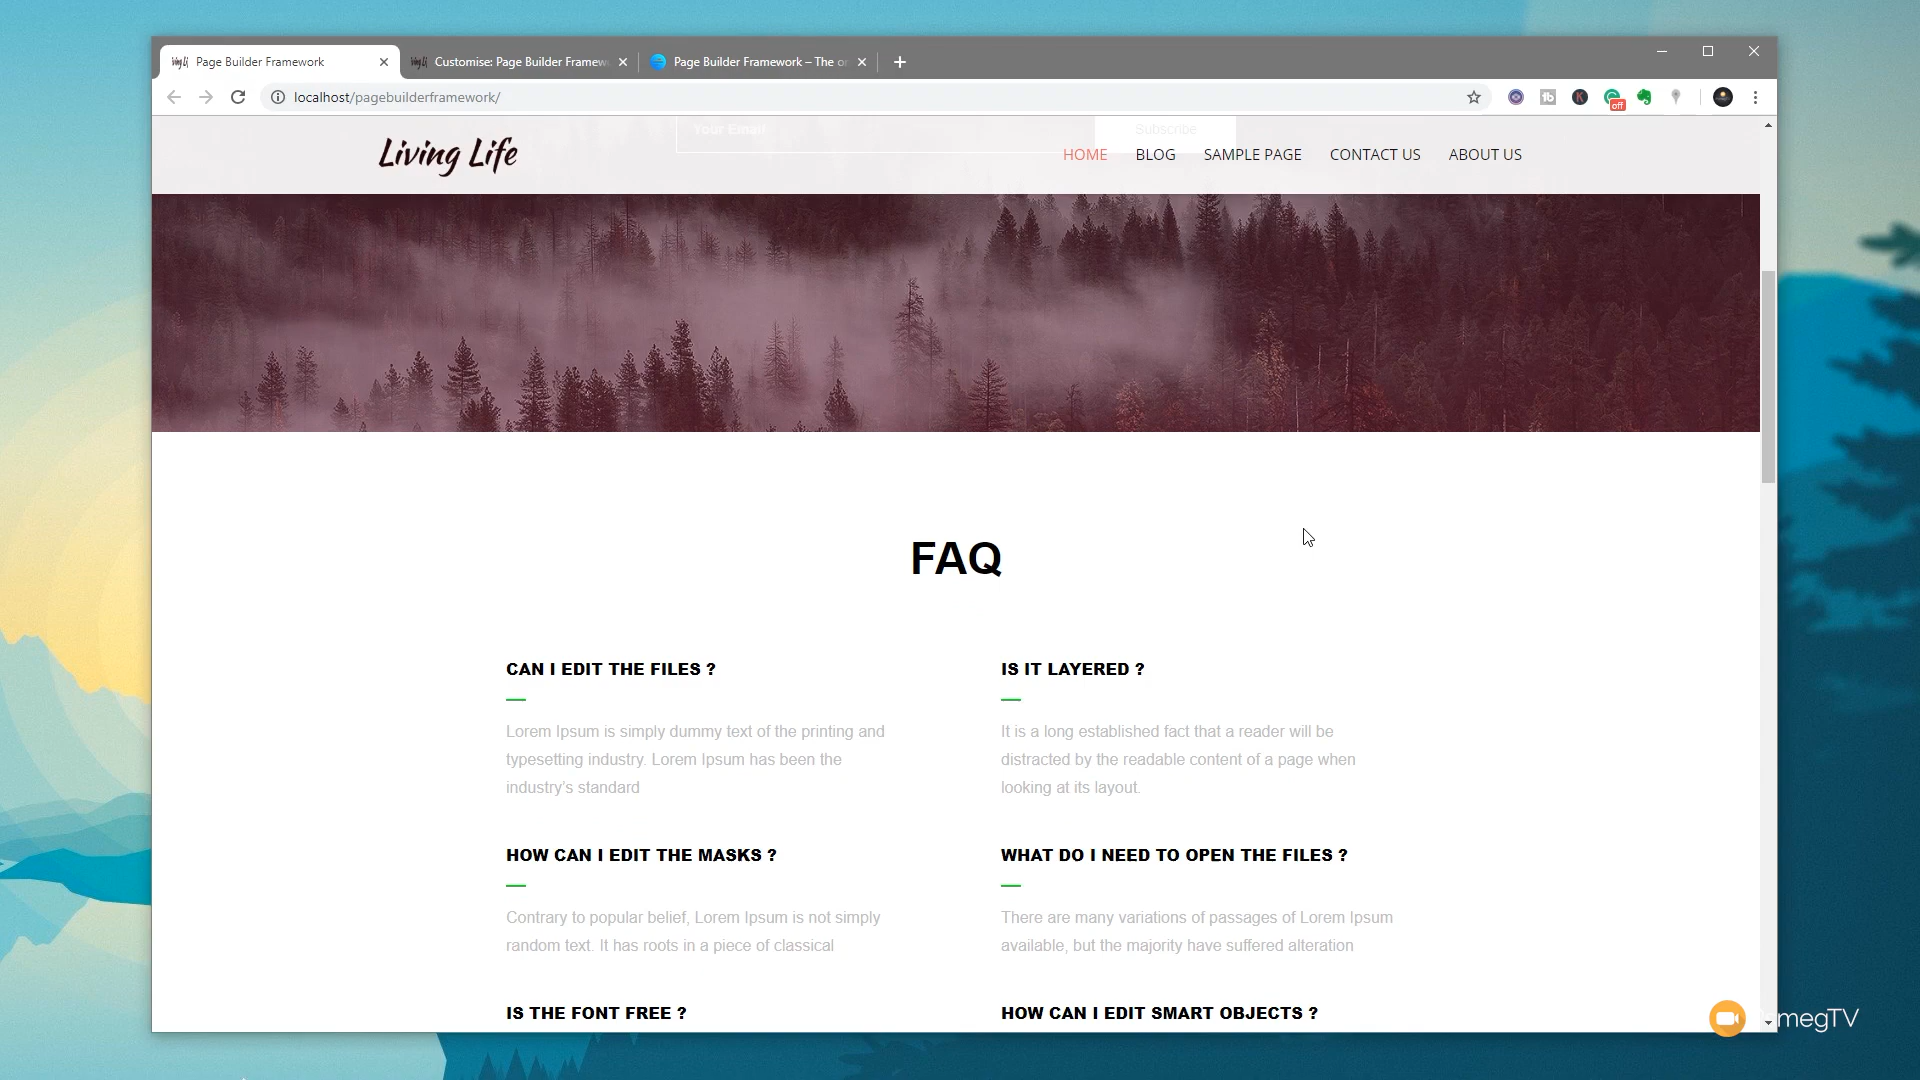 Page Builder Framework
Customise: Page Builder Framew
Page Builder Framework – The o
localhost/pagebuilderframework/
off
Your Email
Subscribe
Living Life
HOME
BLOG
SAMPLE PAGE
CONTACT US
ABOUT US
FAQ
CAN I EDIT THE FILES ?
Lorem Ipsum is simply dummy text of the printing and
typesetting industry. Lorem Ipsum has been the
industry's standard
IS IT LAYERED ?
It is a long established fact that a reader will be
distracted by the readable content of a page when
looking at its layout.
HOW CAN I EDIT THE MASKS ?
Contrary to popular belief, Lorem Ipsum is not simply
random text. It has roots in a piece of classical
WHAT DO I NEED TO OPEN THE FILES ?
There are many variations of passages of Lorem Ipsum
available, but the majority have suffered alteration
IS THE FONT FREE ?
HOW CAN I EDIT SMART OBJECTS ?
megTV